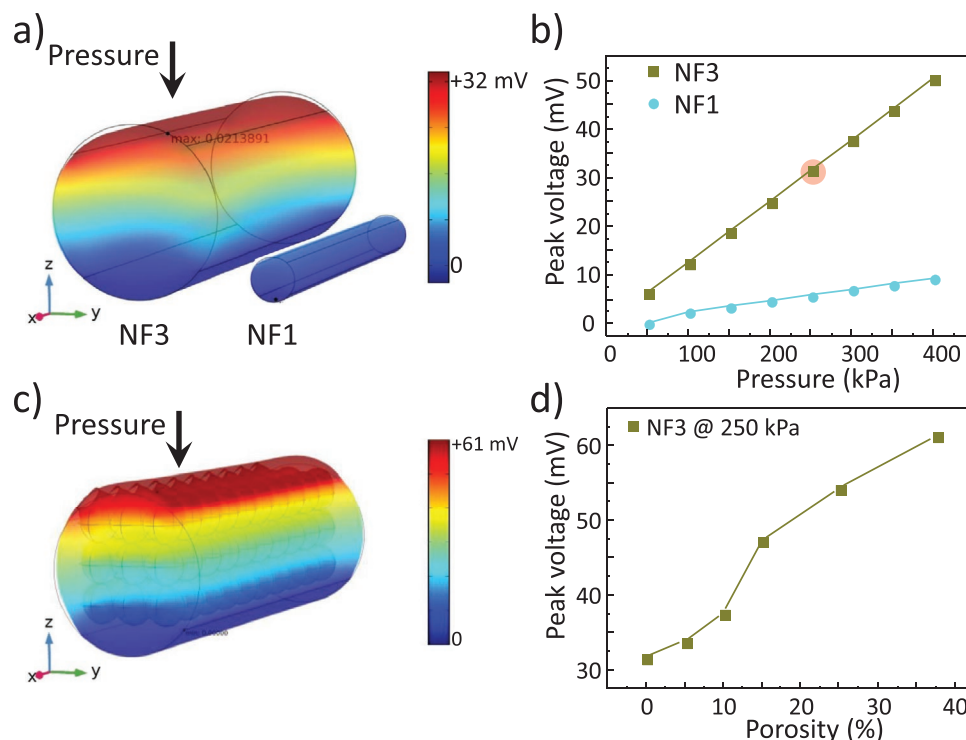 a)
Pressure
+32 mV
max: 0.0213891
0
z
x
y
NF3
NF1
b)
NF3
NF1
Peak voltage (mV)
50
40
30
20
10
0
0
100
200
300
400
Pressure (kPa)
c)
Pressure
+61 mV
0
z
x
y
d)
NF3 @ 250 kPa
Peak voltage (mV)
60
50
40
30
0
10
20
30
40
Porosity (%)